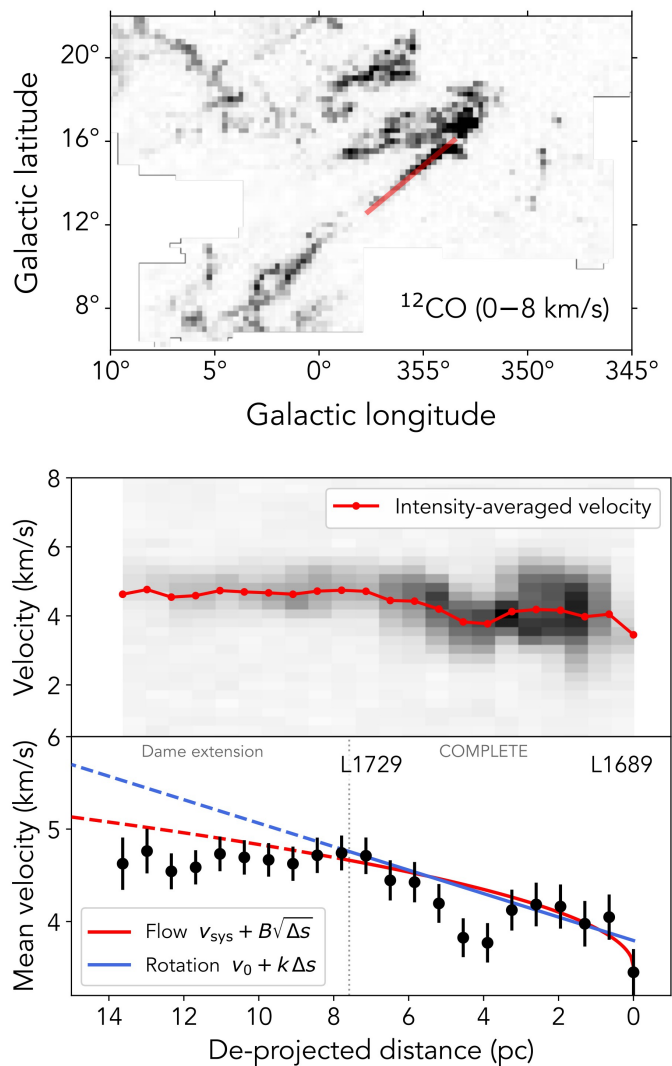 20°
16°
12°
8°
Galactic latitude
¹²CO (0−8 km/s)
10° 5° 0° 355° 350° 345°
Galactic longitude
8
6
4
2
Velocity (km/s)
Intensity-averaged velocity
6
5
4
Mean velocity (km/s)
Dame extension
COMPLETE
L1729
L1689
Flow v_sys + B√Δs
Rotation v₀ + k Δs
14 12 10 8 6 4 2 0
De-projected distance (pc)